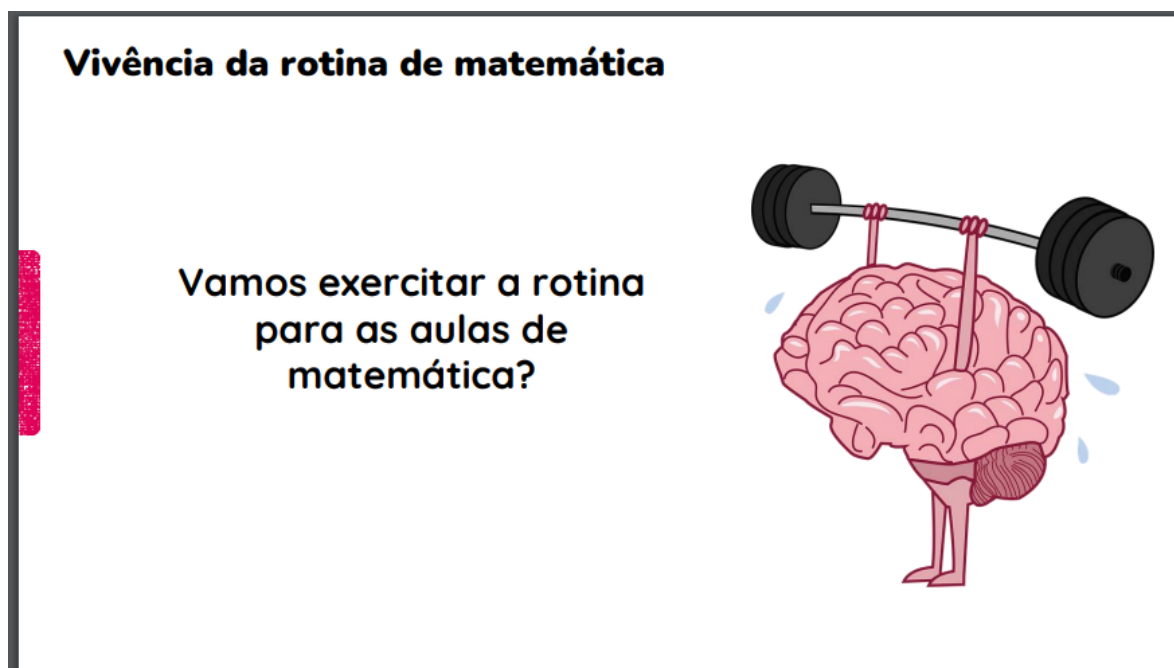 Vivência da rotina de matemática
Vamos exercitar a rotina
para as aulas de
matemática?